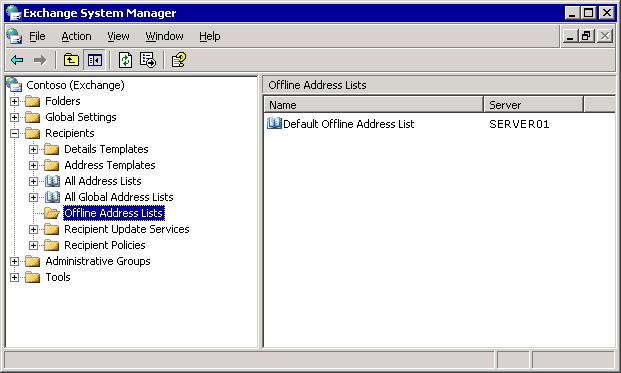 Exchange System Manager
File Action View Window Help
Contoso (Exchange)
Folders
Global Settings
Recipients
Details Templates
Address Templates
All Address Lists
All Global Address Lists
Offline Address Lists
Recipient Update Services
Recipient Policies
Administrative Groups
Tools
Offline Address Lists
Name Server
Default Offline Address List SERVER01